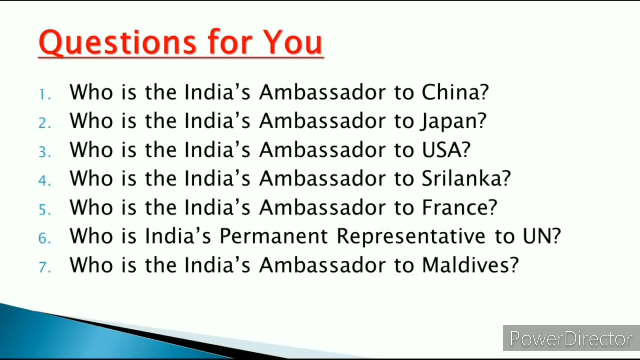 Questions for You
1. Who is the India's Ambassador to China?
2. Who is the India's Ambassador to Japan?
3. Who is the India's Ambassador to USA?
4. Who is the India's Ambassador to Srilanka?
5. Who is the India's Ambassador to France?
6. Who is India's Permanent Representative to UN?
7. Who is the India's Ambassador to Maldives?
PowerDirector